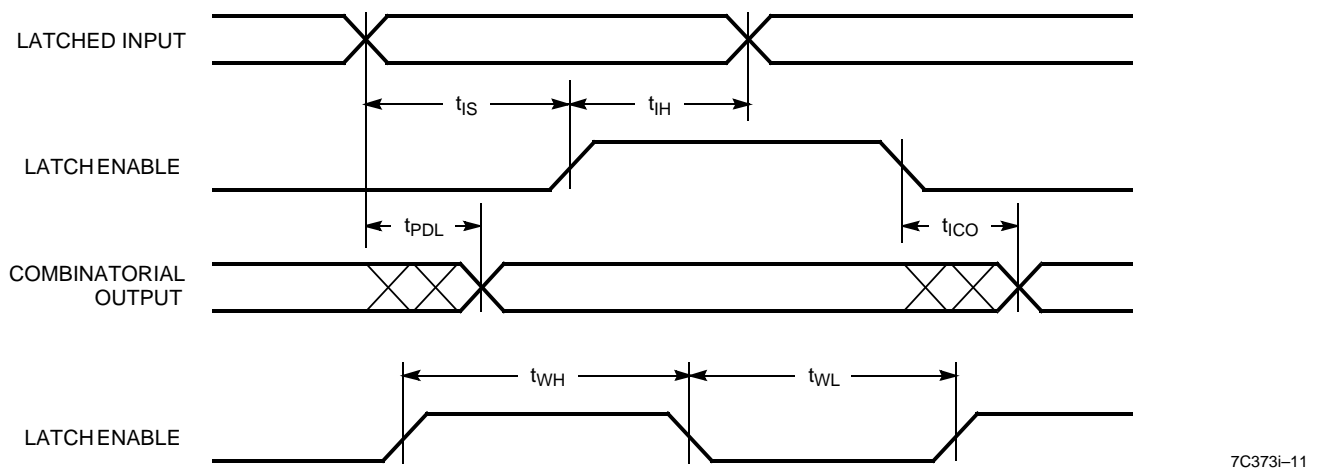 LATCHED INPUT
tIS
tIH
LATCH ENABLE
tPDL
tICO
COMBINATORIAL
OUTPUT
tWH
tWL
LATCH ENABLE
7C373i–11